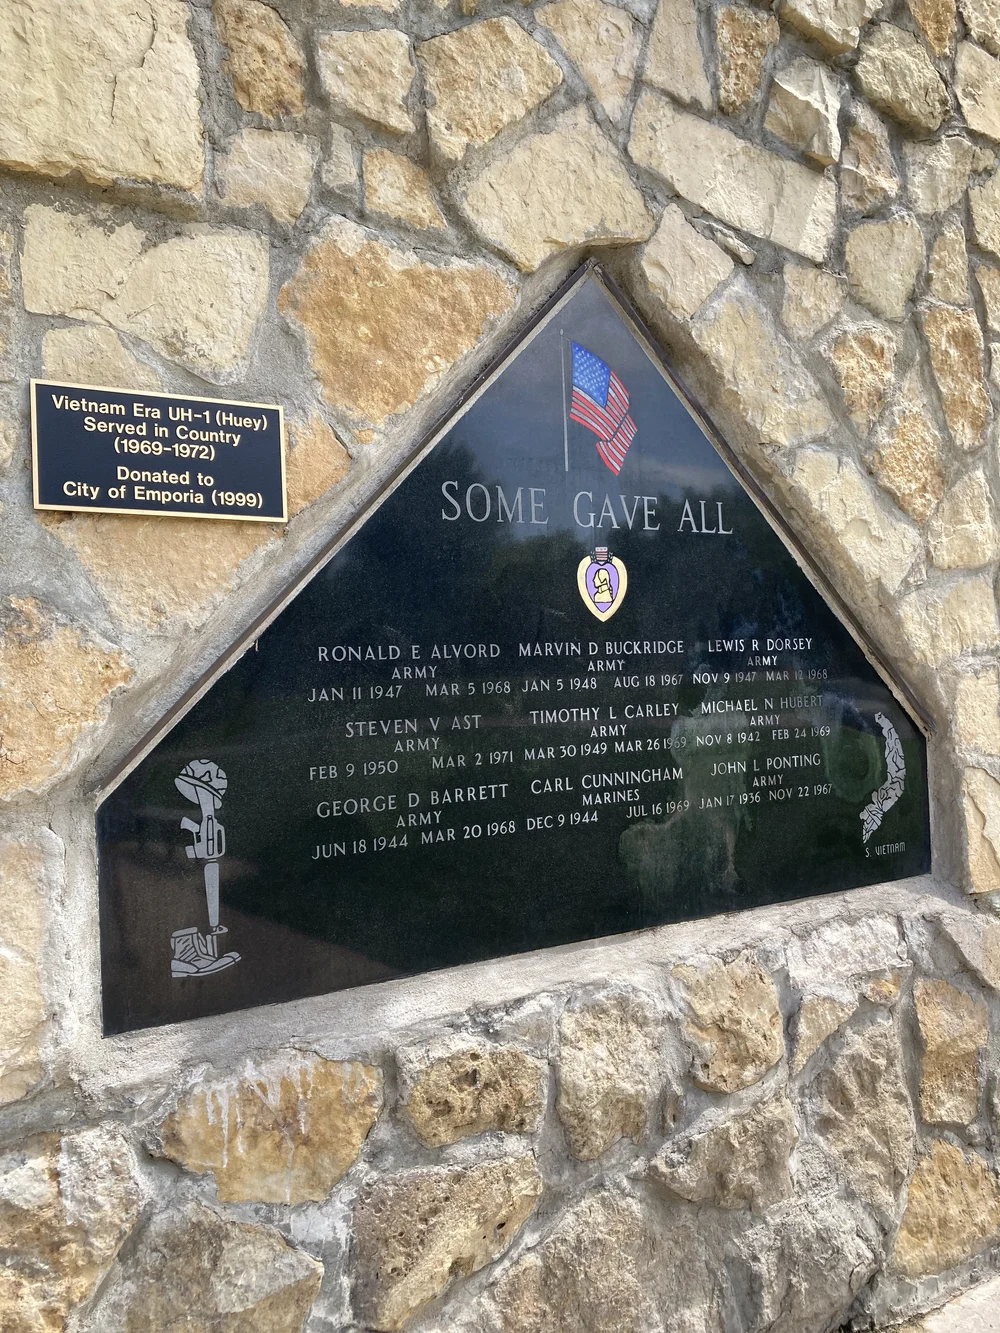 Vietnam Era UH-1 (Huey)
Served in Country
(1969-1972)
Donated to
City of Emporia (1999)
SOME GAVE ALL
RONALD E ALVORD
ARMY
JAN 11 1947 MAR 5 1968
STEVEN V AST
ARMY
FEB 9 1950 MAR 2 1971
GEORGE D BARRETT
ARMY
JUN 18 1944 MAR 20 1968
MARVIN D BUCKRIDGE
ARMY
JAN 5 1948 AUG 18 1967
TIMOTHY L CARLEY
ARMY
MAR 30 1949 MAR 26 1969
CARL CUNNINGHAM
MARINES
DEC 9 1944 JUL 16 1969
LEWIS R DORSEY
ARMY
NOV 9 1947 MAR 12 1968
MICHAEL N HUBERT
ARMY
NOV 8 1942 FEB 24 1969
JOHN L PONTING
ARMY
JAN 17 1936 NOV 22 1967
S. VIETNAM